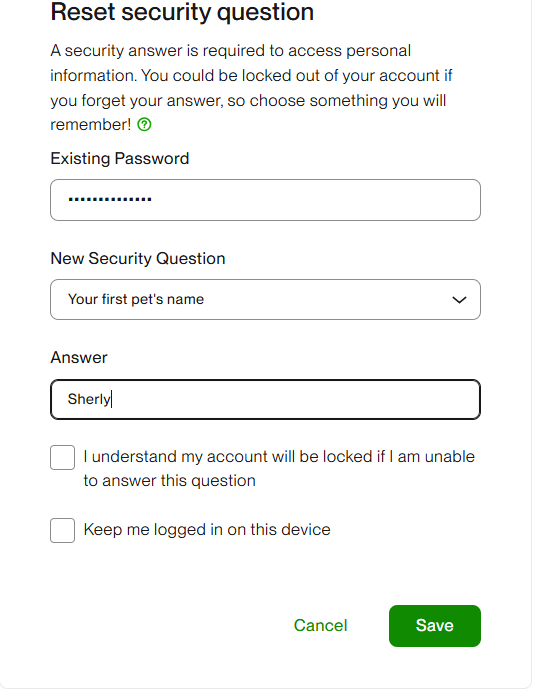 Reset security question
A security answer is required to access personal
information. You could be locked out of your account if
you forget your answer, so choose something you will
remember! ?
Existing Password
••••••••••••••
New Security Question
Your first pet's name
Answer
Sherly
I understand my account will be locked if I am unable
to answer this question
Keep me logged in on this device
Cancel Save